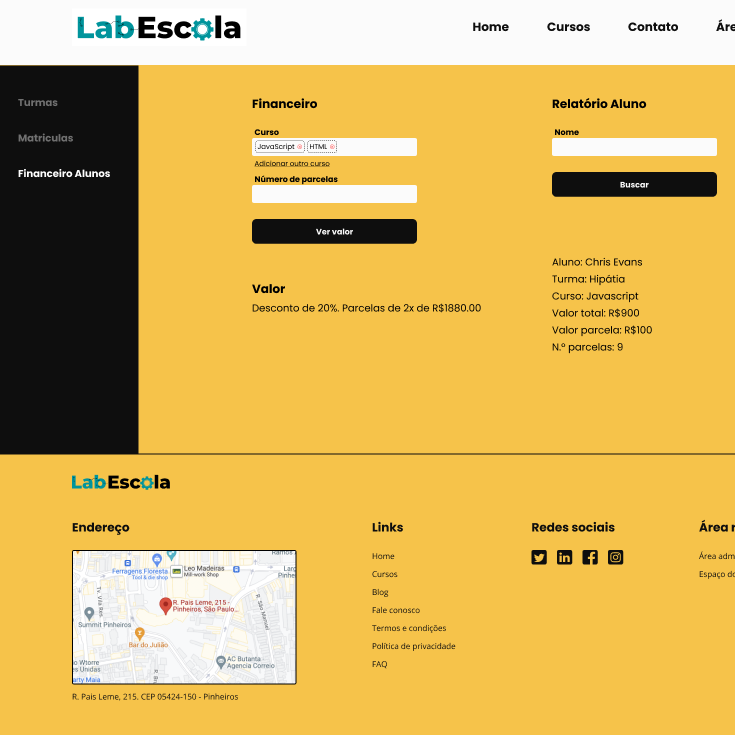 LabEscola
Home
Cursos
Contato
Turmas
Matriculas
Financeiro Alunos
Financeiro
Curso
JavaScript
HTML
Adicionar outro curso
Número de parcelas
Ver valor
Valor
Desconto de 20%. Parcelas de 2x de R$1880.00
Relatório Aluno
Nome
Buscar
Aluno: Chris Evans
Turma: Hipátia
Curso: Javascript
Valor total: R$900
Valor parcela: R$100
N.º parcelas: 9
LabEscola
Endereço
Ramos
Leo Madeiras
Mill-work Shop
Ferragens Floresta
Tool & die shop
R. Pais Leme, 215 -
Pinheiros, São Paulo...
Summit Pinheiros
Bar do Julião
AC Butanta -
Agencia Correio
R. Pais Leme, 215. CEP 05424-150 - Pinheiros
Links
Home
Cursos
Blog
Fale conosco
Termos e condições
Política de privacidade
FAQ
Redes sociais
Área
Área adm
Espaço